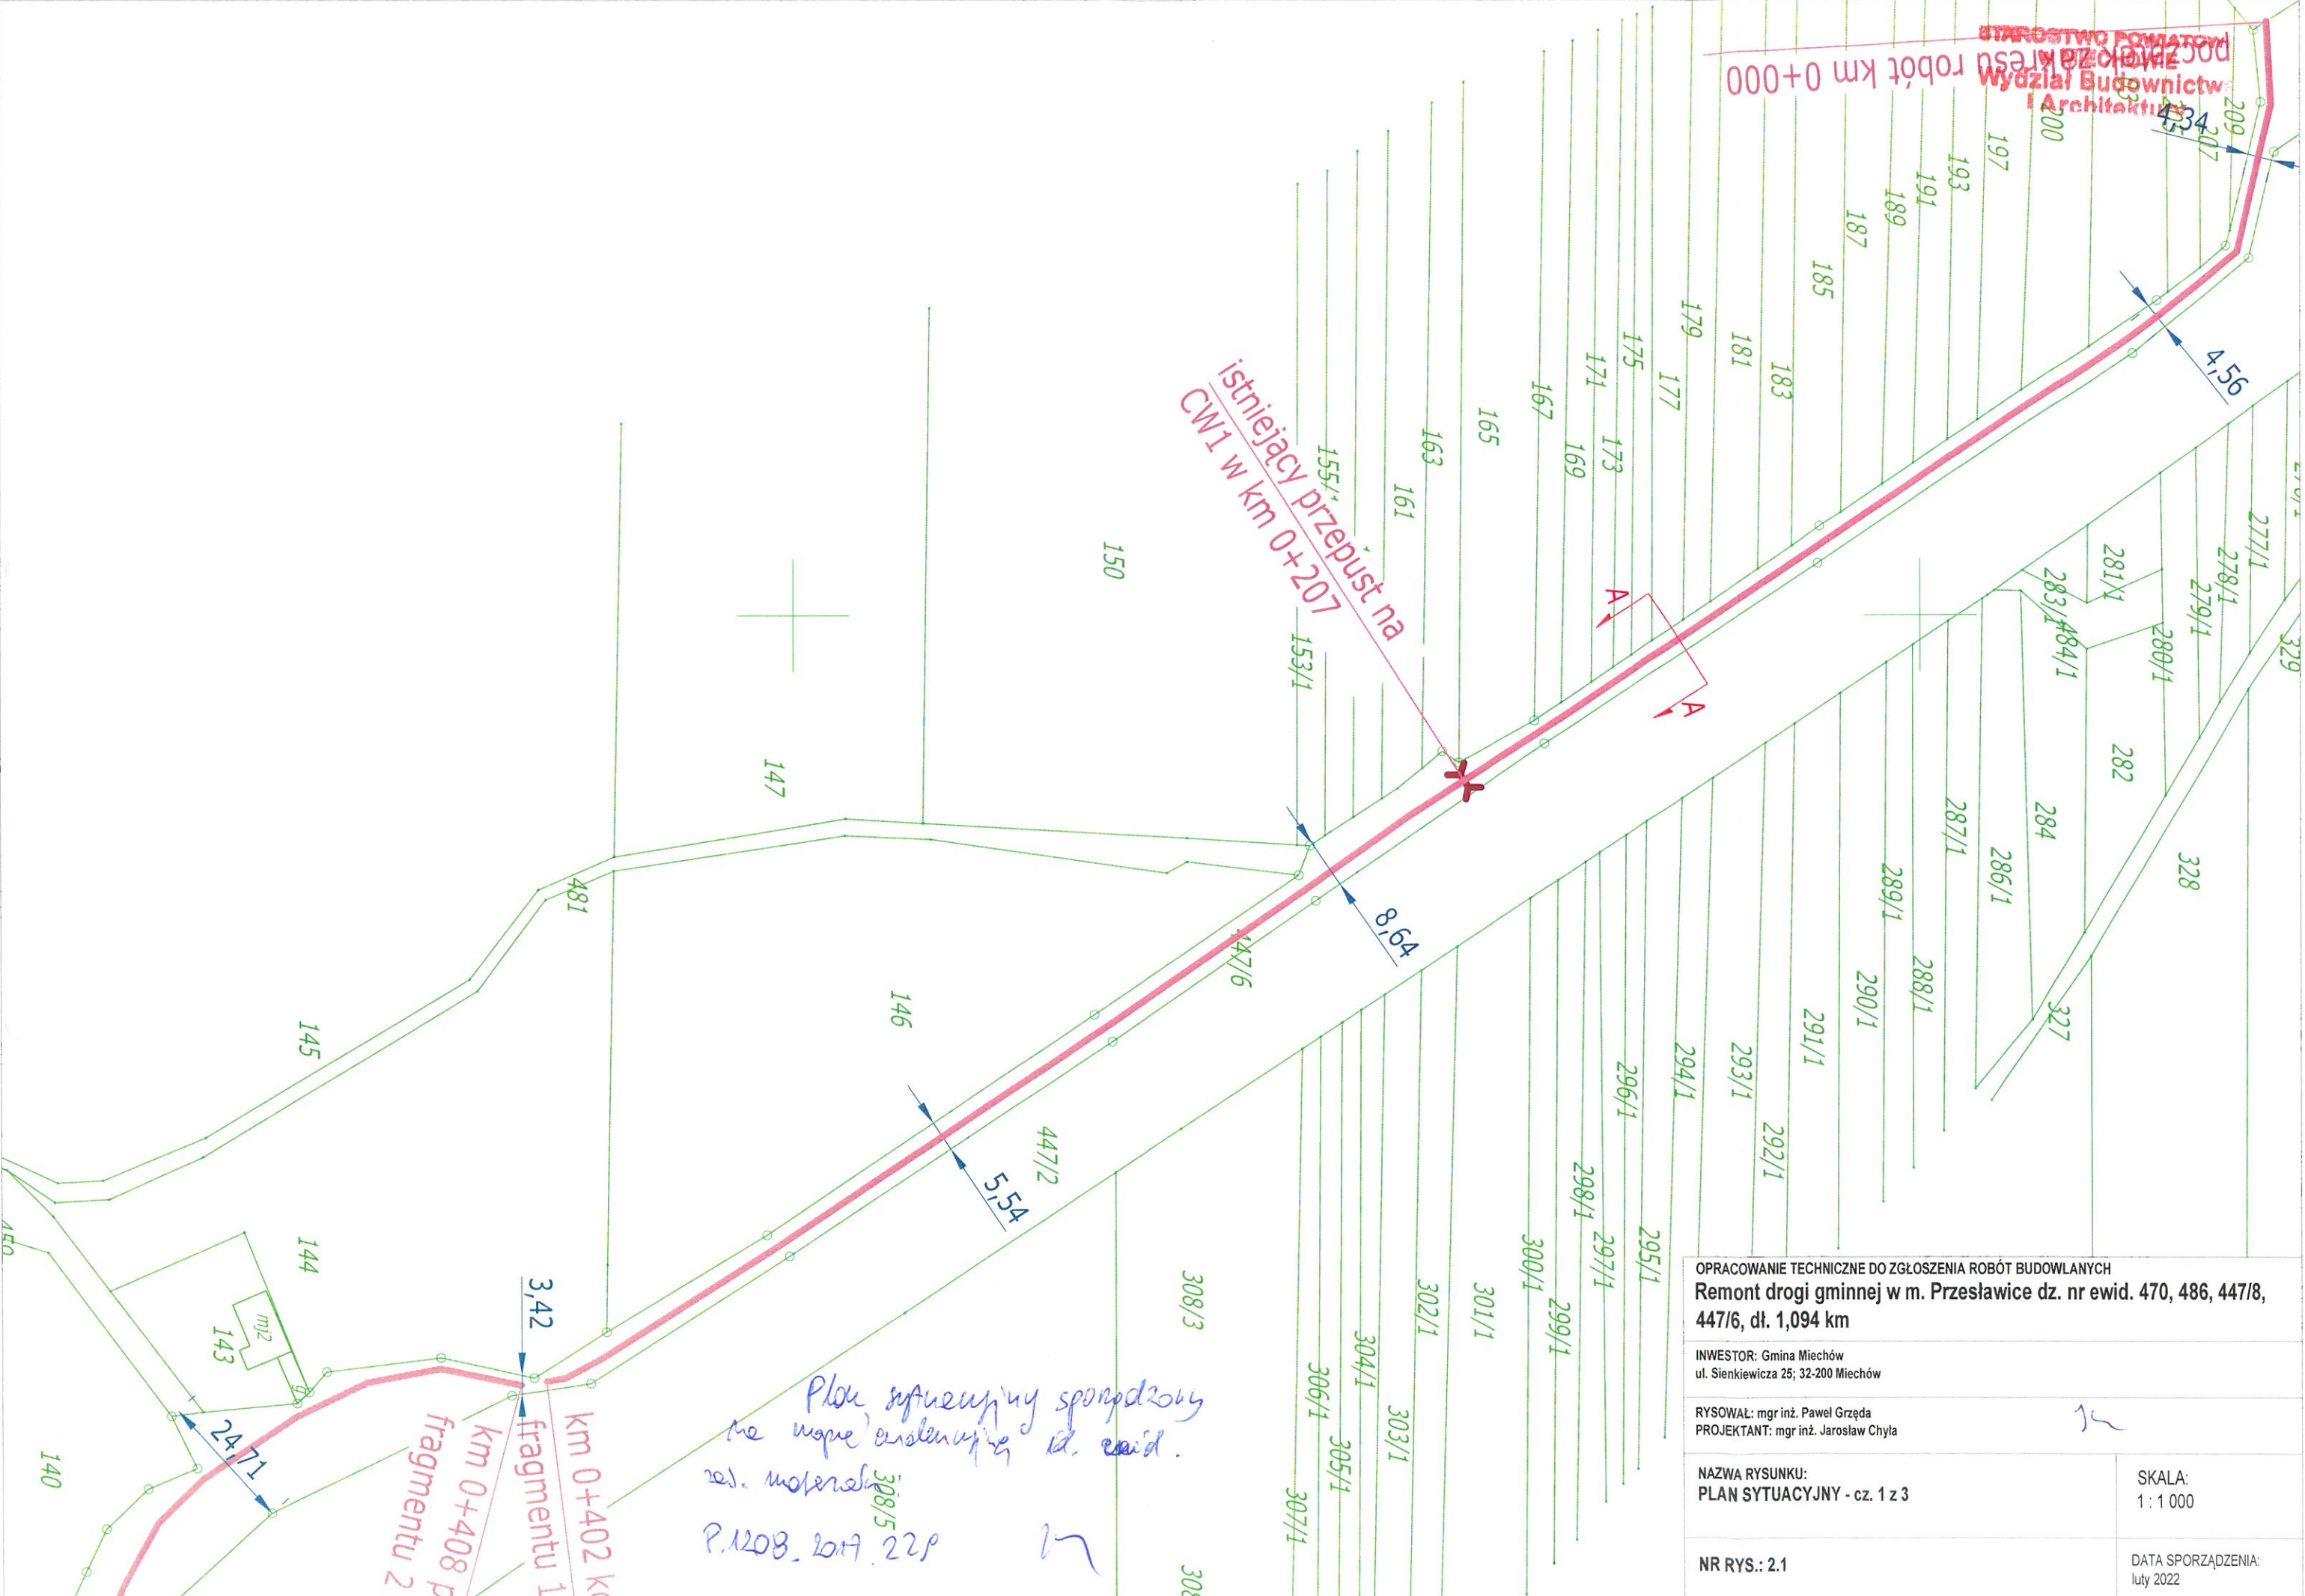 STAROSTWO POWIATOWE
W MIECHOWIE
Wydział Budownictw
i Architektury
początek zakresu robót km 0+000
4,34
209
207
200
197
193
191
189
187
185
183
181
179
177
175
173
171
169
167
165
163
161
155/
153/1
150
147
istniejący przepust na
CW1 w km 0+207
A
A
4,56
277/1
278/1
279/1
280/1
281/1
283/1
484/1
329
282
284
328
327
286/1
287/1
288/1
289/1
290/1
291/1
292/1
293/1
294/1
295/1
296/1
297/1
298/1
299/1
300/1
301/1
302/1
303/1
304/1
305/1
306/1
307/1
308/3
308/5
308
8,64
447/6
447/2
5,54
481
146
145
144
143
mj2
g
140
450
3,42
24,71
km 0+402 k
fragmentu 1
km 0+408 p
fragmentu 2
Plan sytuacyjny sporządzony
na mapie ewidencyjnej id. ewid.
zas. materiału:
P.1208.2017.229
OPRACOWANIE TECHNICZNE DO ZGŁOSZENIA ROBÓT BUDOWLANYCH
Remont drogi gminnej w m. Przesławice dz. nr ewid. 470, 486, 447/8,
447/6, dł. 1,094 km
INWESTOR: Gmina Miechów
ul. Sienkiewicza 25; 32-200 Miechów
RYSOWAŁ: mgr inż. Paweł Grzęda
PROJEKTANT: mgr inż. Jarosław Chyla
NAZWA RYSUNKU:
PLAN SYTUACYJNY - cz. 1 z 3
SKALA:
1 : 1 000
NR RYS.: 2.1
DATA SPORZĄDZENIA:
luty 2022